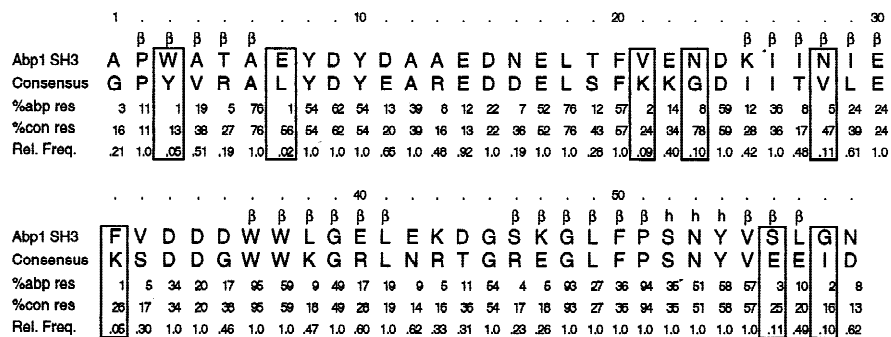 1 . . . . . . . . 10 . . . . . . . . . 20 . . . . . . . . . 30
β β β β β β β β β β β
Abp1 SH3 A P W A T A E Y D Y D A A E D N E L T F V E N D K I I N I E
Consensus G P Y V R A L Y D Y E A R E D D E L S F K K G D I I T V L E
%abp res 3 11 1 19 5 76 1 54 62 54 13 39 8 12 22 7 52 76 12 57 2 14 8 59 12 36 8 5 24 24
%con res 16 11 13 38 27 76 56 54 62 54 20 39 16 13 22 36 52 76 43 57 24 34 78 59 28 36 17 47 39 24
Rel. Freq. .21 1.0 .05 .51 .19 1.0 .02 1.0 1.0 1.0 .65 1.0 .48 .92 1.0 .19 1.0 1.0 .28 1.0 .09 .40 .10 1.0 .42 1.0 .48 .11 .61 1.0
. . . . . . . . . 40 . . . . . . . . . 50 . . . . . . . . .
β β β β β β β β β β β β h h h β β β
Abp1 SH3 F V D D D W W L G E L E K D G S K G L F P S N Y V S L G N
Consensus K S D D G W W K G R L N R T G R E G L F P S N Y V E E I D
%abp res 1 5 34 20 17 95 59 9 49 17 19 9 5 11 54 4 5 93 27 36 94 35 51 58 57 3 10 2 8
%con res 26 17 34 20 38 95 59 18 49 28 19 14 16 36 54 17 18 93 27 36 94 35 51 58 57 25 20 16 13
Rel. Freq. .05 .30 1.0 1.0 .46 1.0 1.0 .47 1.0 .60 1.0 .62 .33 .31 1.0 .23 .26 1.0 1.0 1.0 1.0 1.0 1.0 1.0 1.0 .11 .49 .10 .62